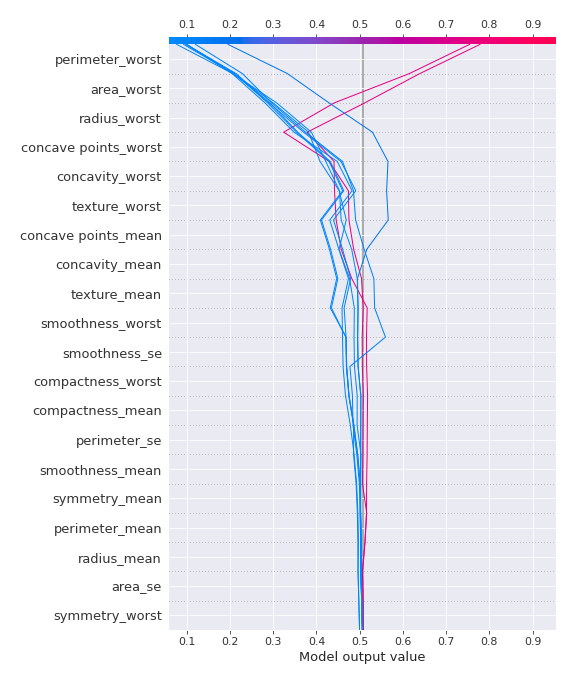 0.1 0.2 0.3 0.4 0.5 0.6 0.7 0.8 0.9
perimeter_worst
area_worst
radius_worst
concave points_worst
concavity_worst
texture_worst
concave points_mean
concavity_mean
texture_mean
smoothness_worst
smoothness_se
compactness_worst
compactness_mean
perimeter_se
smoothness_mean
symmetry_mean
perimeter_mean
radius_mean
area_se
symmetry_worst
0.1 0.2 0.3 0.4 0.5 0.6 0.7 0.8 0.9
Model output value